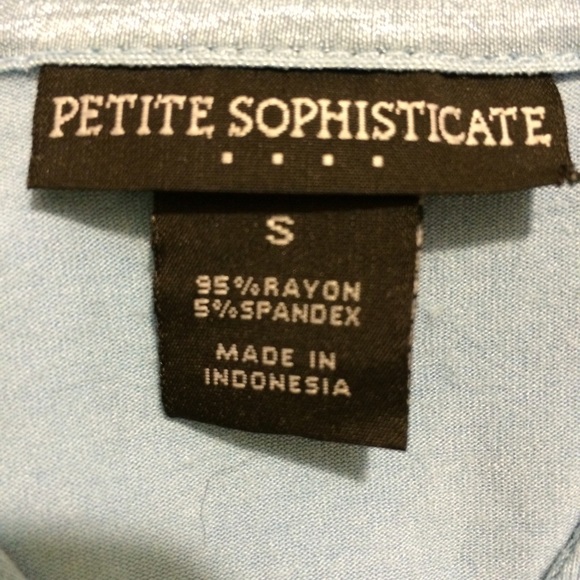 PETITE SOPHISTICATE
S
95%RAYON
5%SPANDEX
MADE IN
INDONESIA